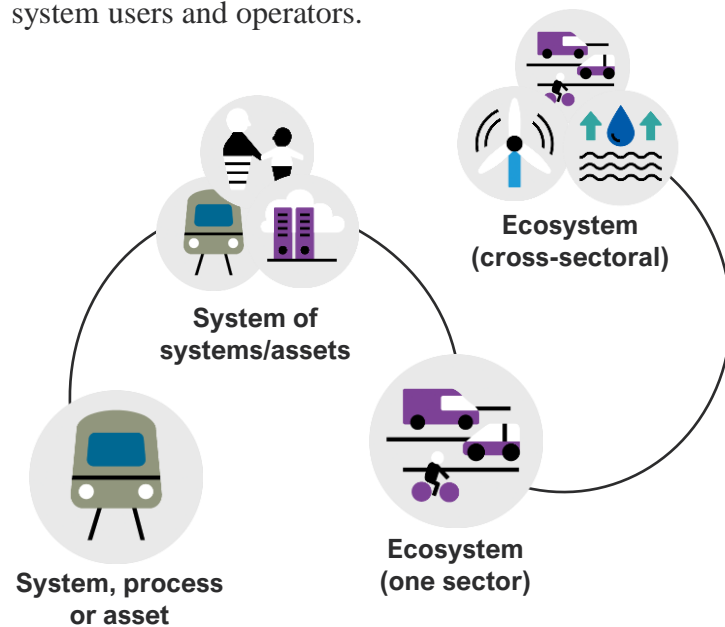 system users and operators.
Ecosystem
(cross-sectoral)
System of
systems/assets
Ecosystem
(one sector)
System, process
or asset